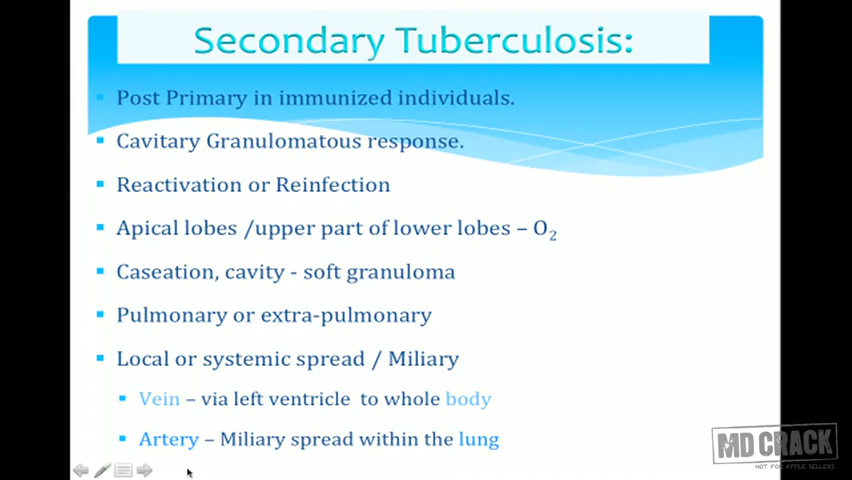 Secondary Tuberculosis:
Post Primary in immunized individuals.
Cavitary Granulomatous response.
Reactivation or Reinfection
Apical lobes /upper part of lower lobes – O₂
Caseation, cavity - soft granuloma
Pulmonary or extra-pulmonary
Local or systemic spread / Miliary
Vein – via left ventricle to whole body
Artery – Miliary spread within the lung
MD CRACK
NOT FOR APPLE SELLERS